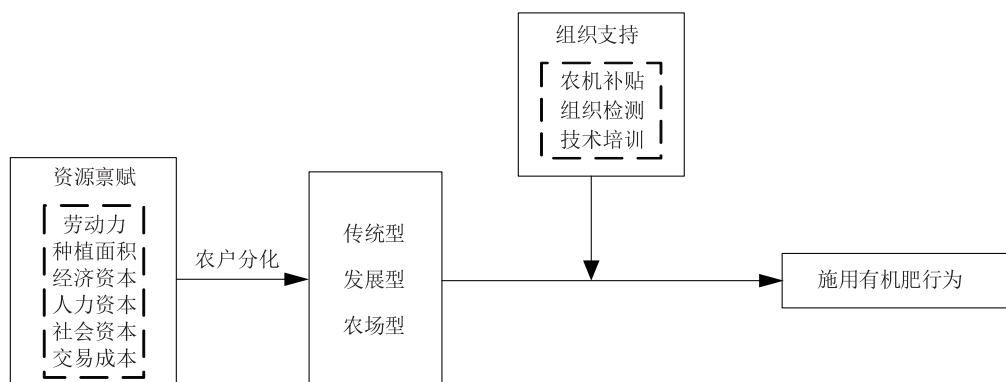 组织支持
农机补贴
组织检测
技术培训
资源禀赋
劳动力
种植面积
经济资本
人力资本
社会资本
交易成本
农户分化
传统型
发展型
农场型
施用有机肥行为